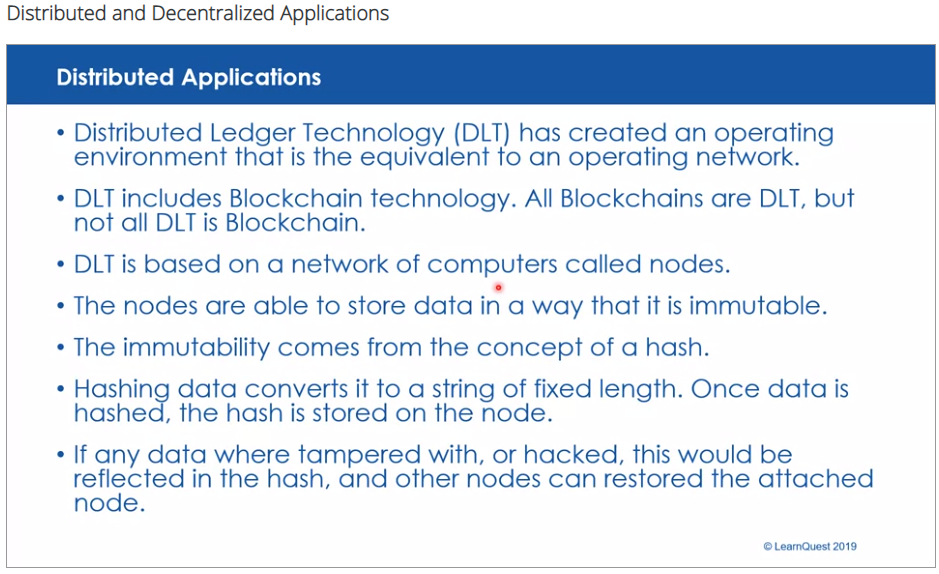 Distributed and Decentralized Applications
Distributed Applications
• Distributed Ledger Technology (DLT) has created an operating
environment that is the equivalent to an operating network.
• DLT includes Blockchain technology. All Blockchains are DLT, but
not all DLT is Blockchain.
• DLT is based on a network of computers called nodes.
• The nodes are able to store data in a way that it is immutable.
• The immutability comes from the concept of a hash.
• Hashing data converts it to a string of fixed length. Once data is
hashed, the hash is stored on the node.
• If any data where tampered with, or hacked, this would be
reflected in the hash, and other nodes can restored the attached
node.
© LearnQuest 2019